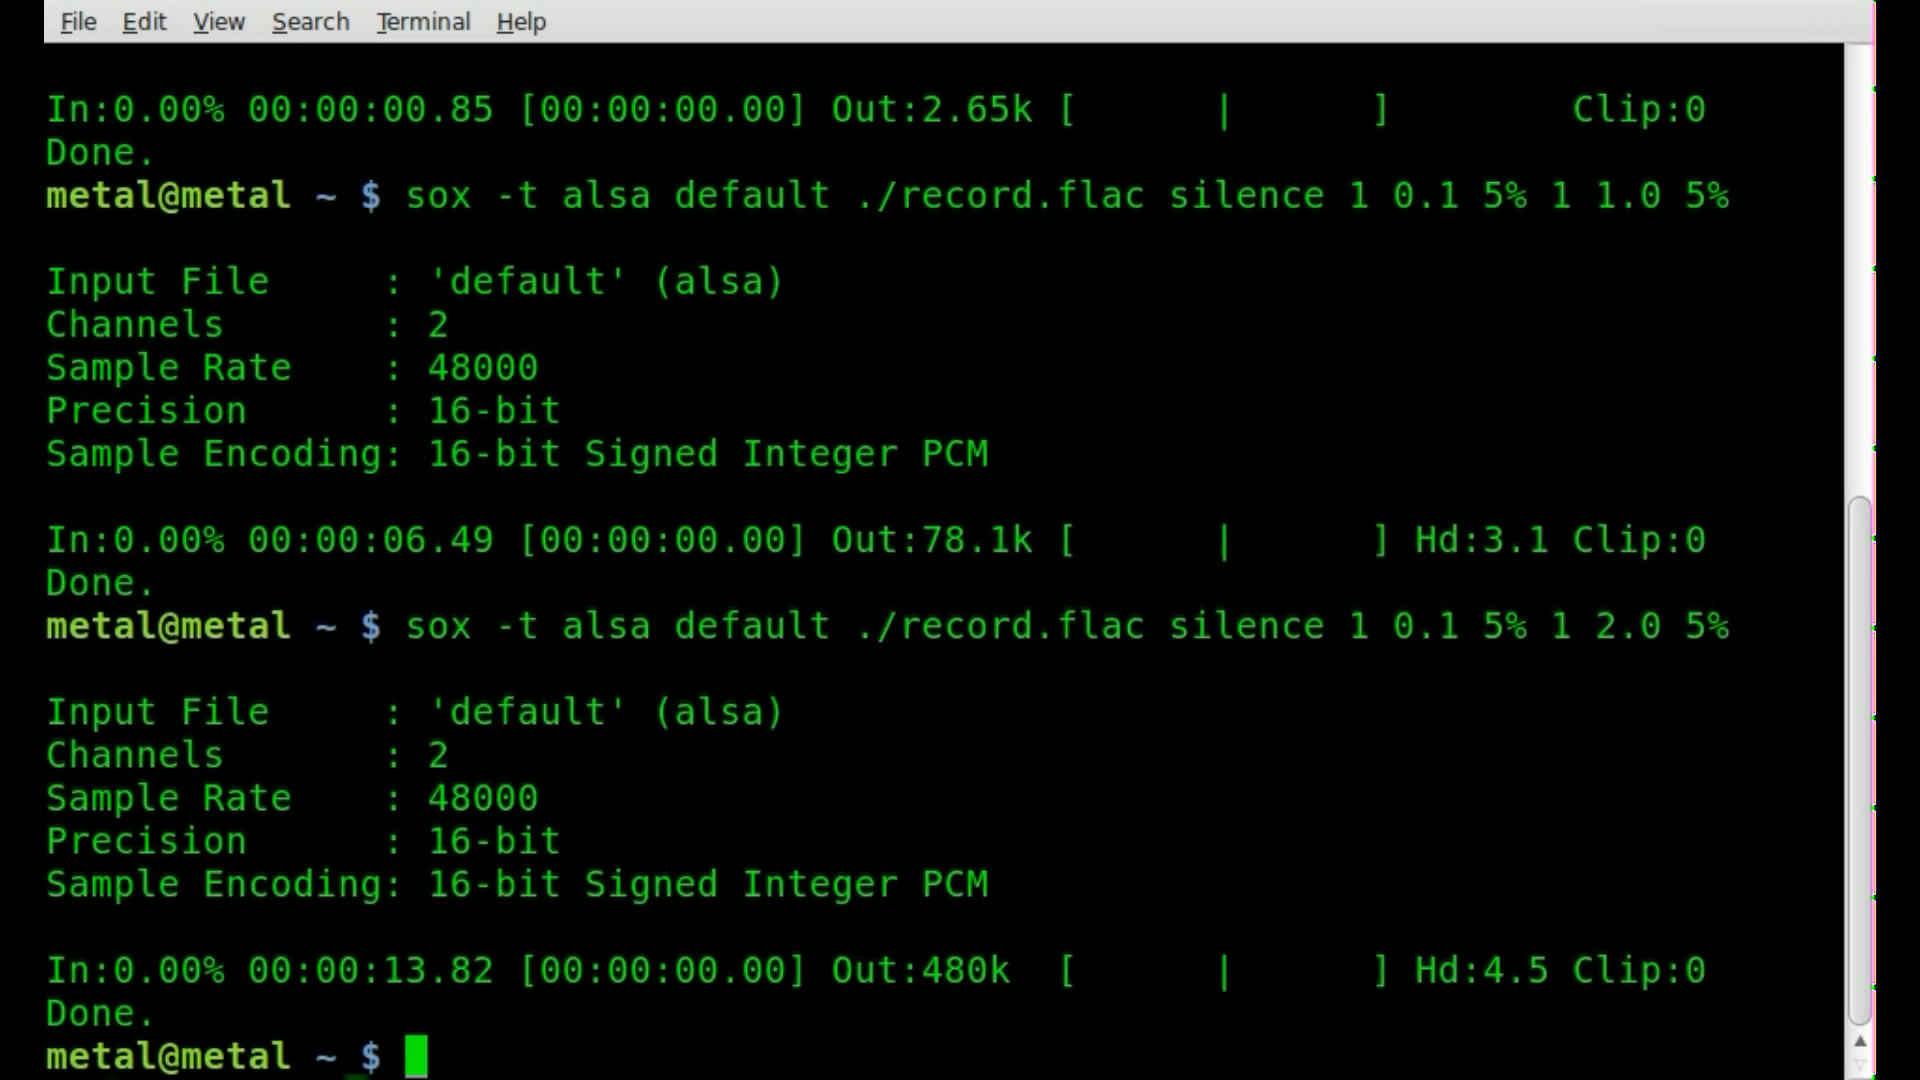 File Edit View Search Terminal Help
In:0.00% 00:00:00.85 [00:00:00.00] Out:2.65k [      |      ]        Clip:0
Done.
metal@metal ~ $ sox -t alsa default ./record.flac silence 1 0.1 5% 1 1.0 5%
Input File     : 'default' (alsa)
Channels       : 2
Sample Rate    : 48000
Precision      : 16-bit
Sample Encoding: 16-bit Signed Integer PCM
In:0.00% 00:00:06.49 [00:00:00.00] Out:78.1k [      |      ] Hd:3.1 Clip:0
Done.
metal@metal ~ $ sox -t alsa default ./record.flac silence 1 0.1 5% 1 2.0 5%
Input File     : 'default' (alsa)
Channels       : 2
Sample Rate    : 48000
Precision      : 16-bit
Sample Encoding: 16-bit Signed Integer PCM
In:0.00% 00:00:13.82 [00:00:00.00] Out:480k  [      |      ] Hd:4.5 Clip:0
Done.
metal@metal ~ $